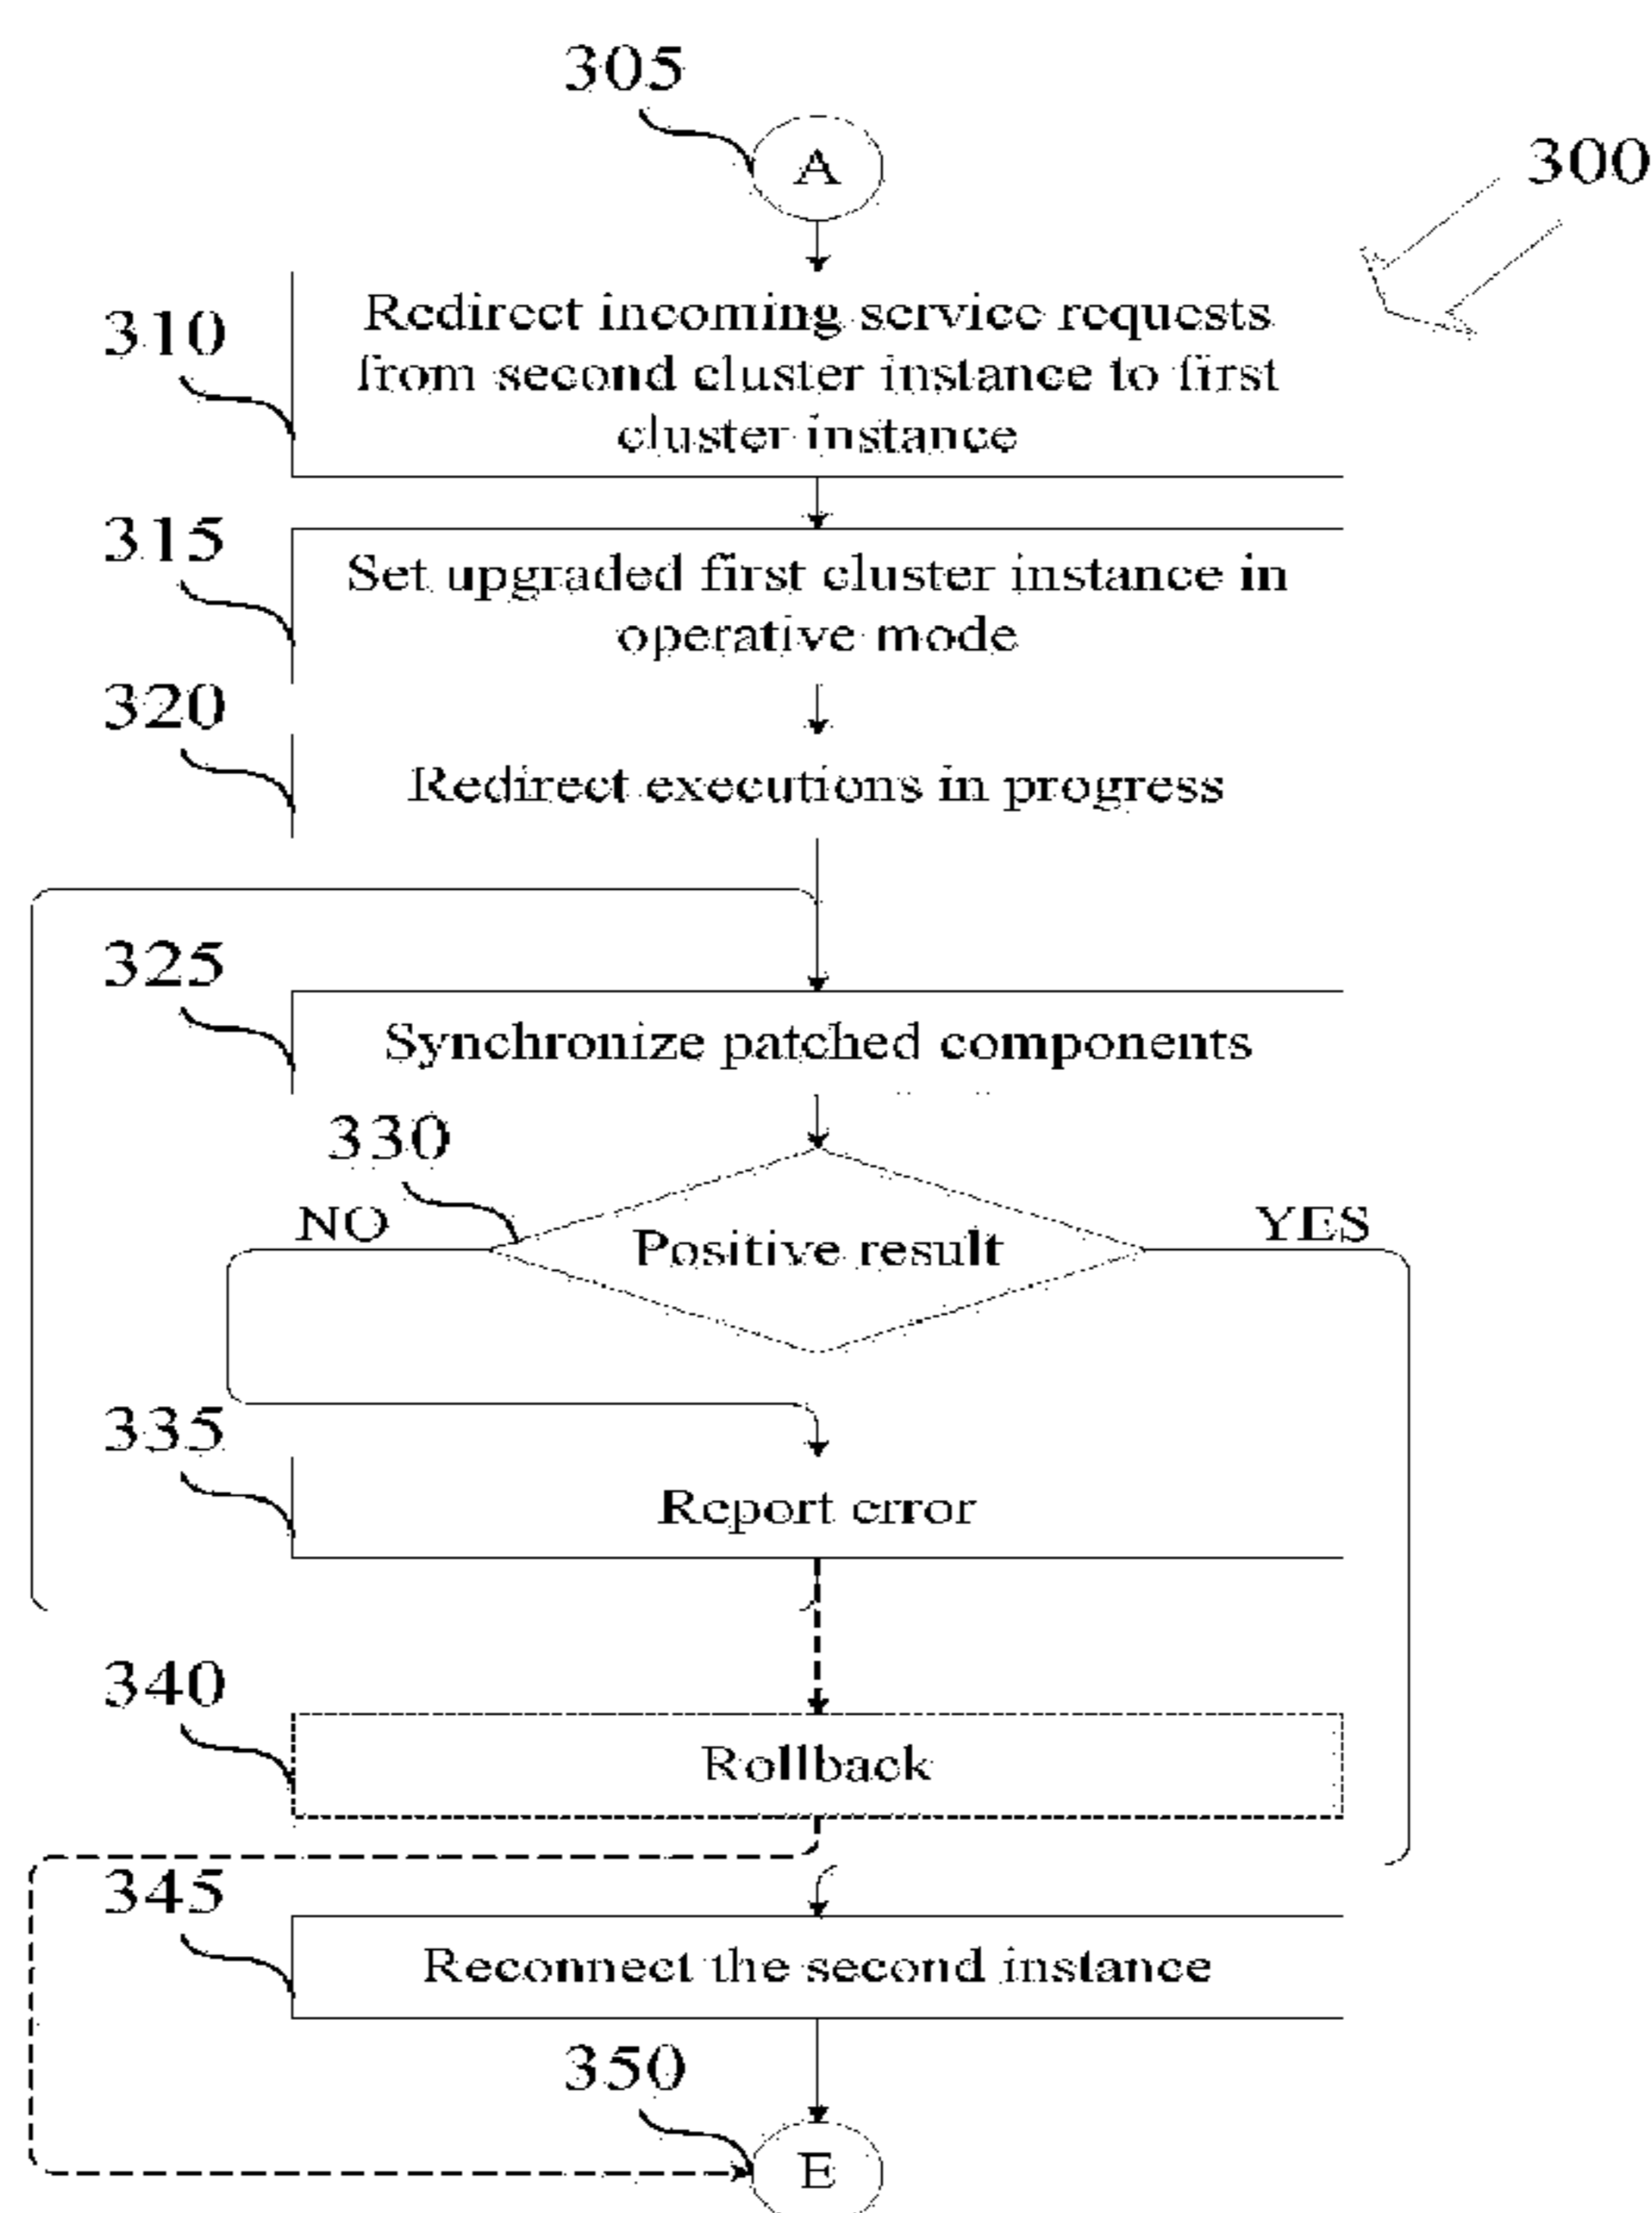 305
A
300
310
Redirect incoming service requests
from second cluster instance to first
cluster instance
315
Set upgraded first cluster instance in
operative mode
320
Redirect executions in progress
325
Synchronize patched components
330
NO
Positive result
YES
335
Report error
340
Rollback
345
Reconnect the second instance
350
E